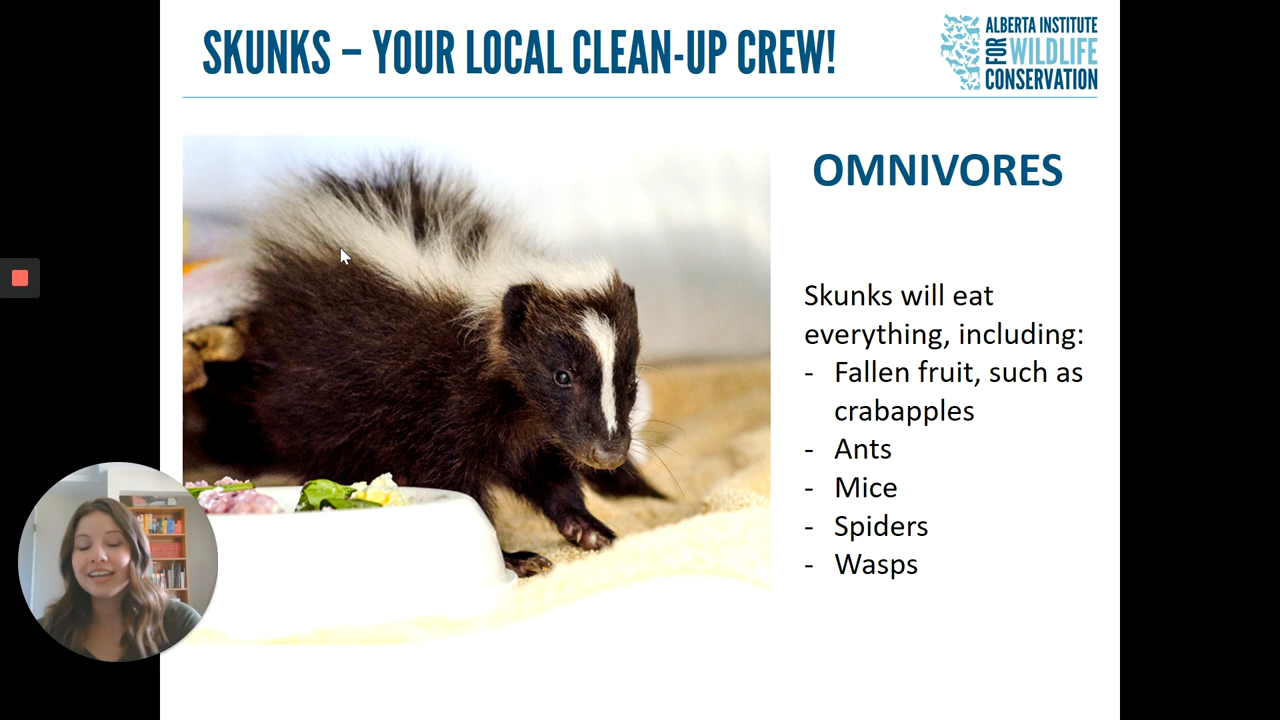 SKUNKS – YOUR LOCAL CLEAN-UP CREW!
ALBERTA INSTITUTE
FOR WILDLIFE
CONSERVATION
OMNIVORES
Skunks will eat
everything, including:
- Fallen fruit, such as
crabapples
- Ants
- Mice
- Spiders
- Wasps